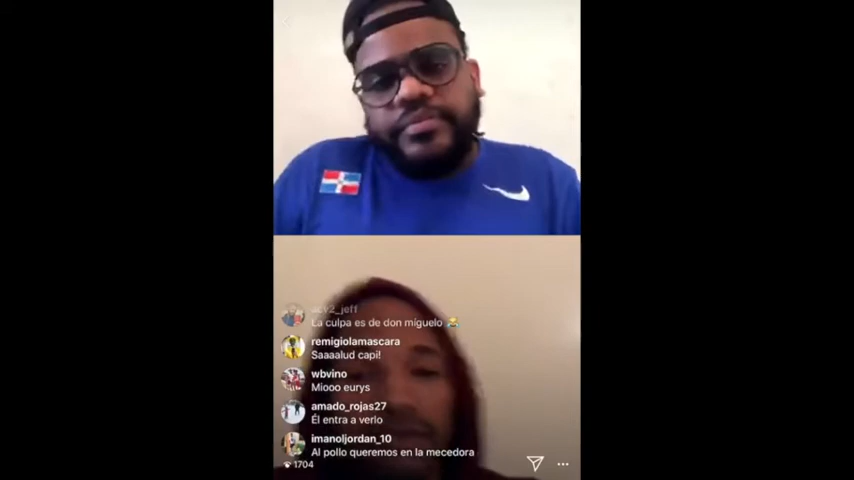 La culpa es de don miguelo 😂
remigiolamascara
Saaaalud capi!
wbvino
Miooo eurys
amado_rojas27
Él entra a verlo
imanoljordan_10
Al pollo queremos en la mecedora
1704